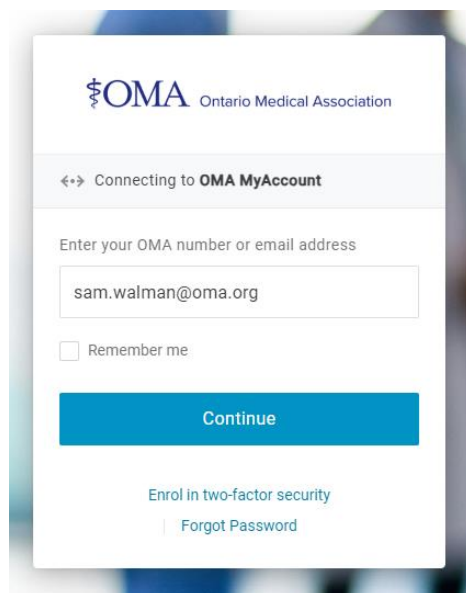 OMA Ontario Medical Association
Connecting to OMA MyAccount
Enter your OMA number or email address
sam.walman@oma.org
Remember me
Continue
Enrol in two-factor security
Forgot Password